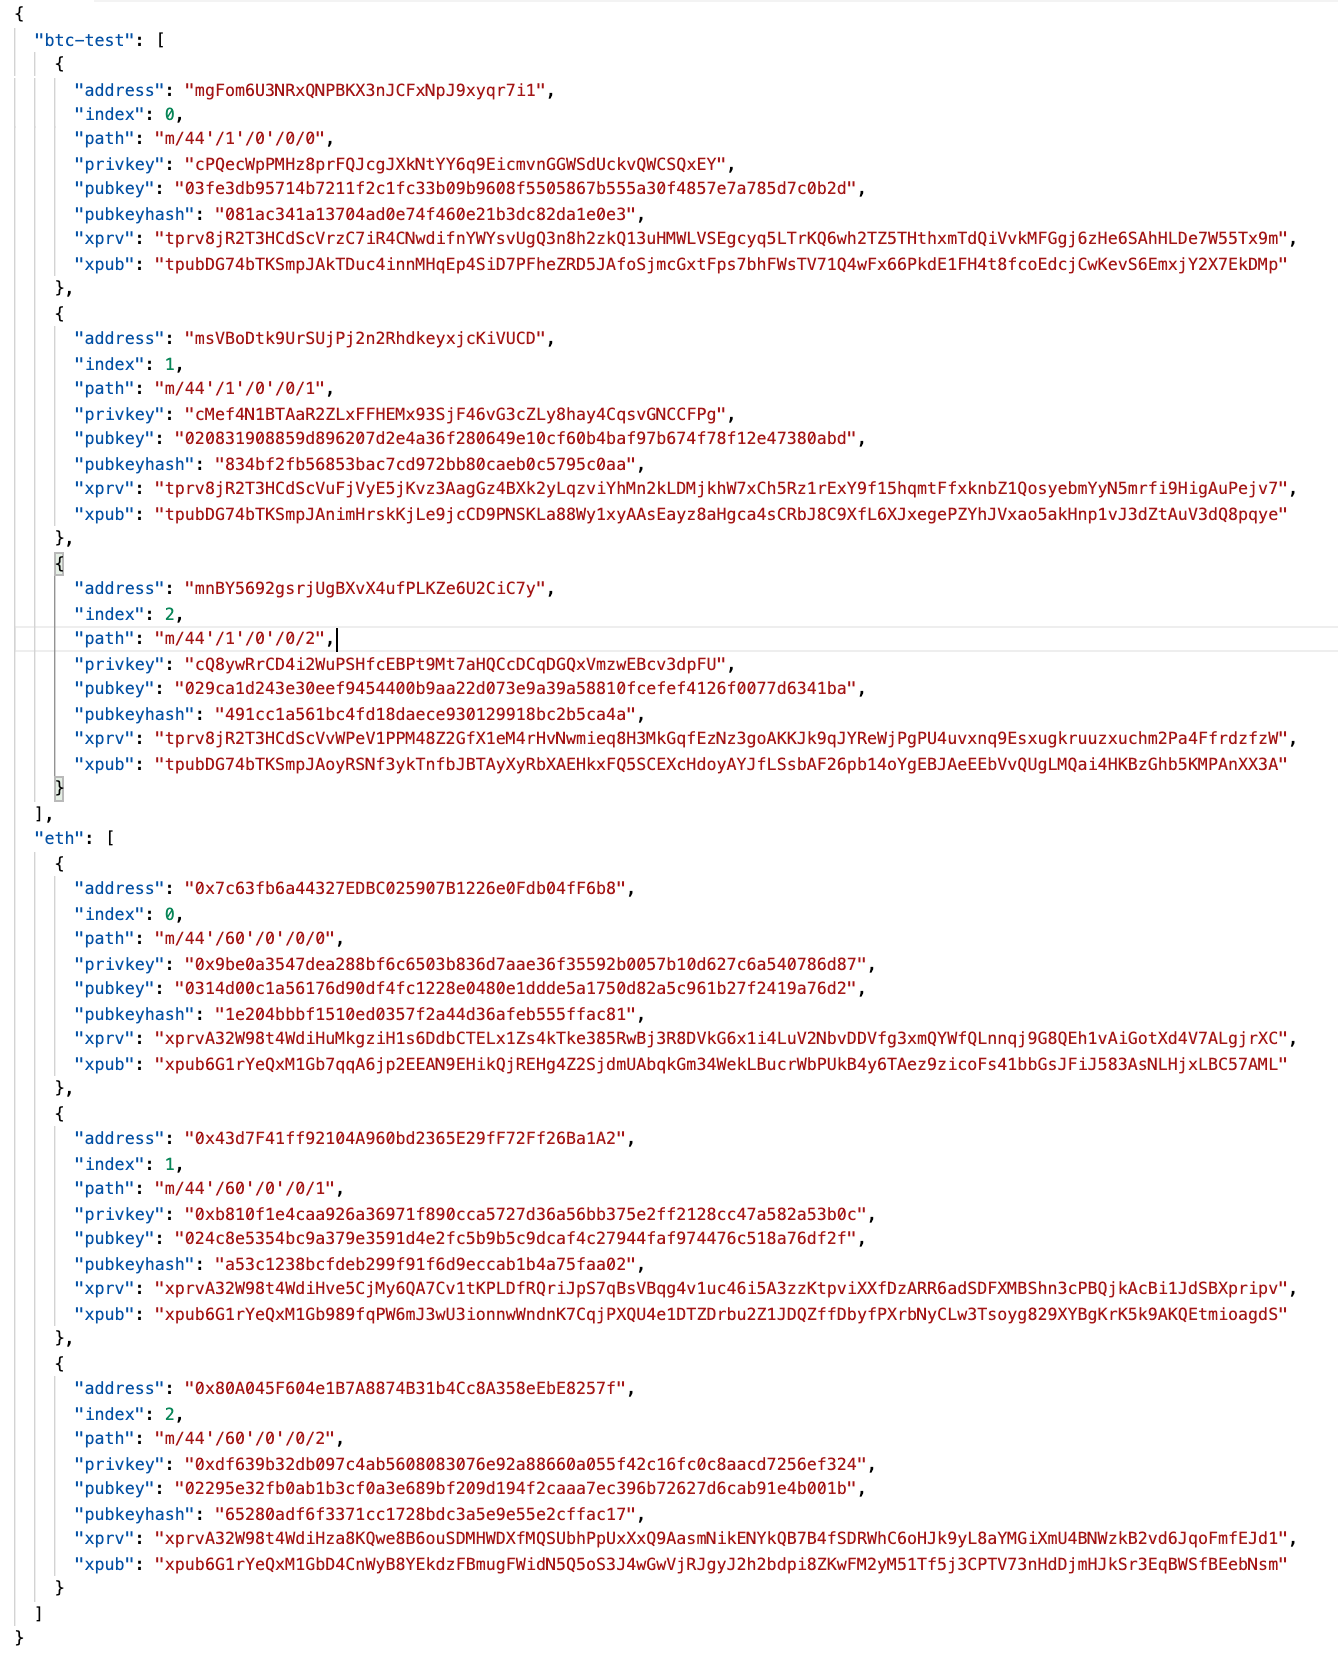 {
"btc-test": [
{
"address": "mgFom6U3NRxQNPBKX3nJCFxNpJ9xyqr7i1",
"index": 0,
"path": "m/44'/1'/0'/0/0",
"privkey": "cPQecWpPMHz8prFQJcgJXkNtYY6q9EicmvnGGWSdUckvQWCSQxEY",
"pubkey": "03fe3db95714b7211f2c1fc33b09b9608f5505867b555a30f4857e7a785d7c0b2d",
"pubkeyhash": "081ac341a13704ad0e74f460e21b3dc82da1e0e3",
"xprv": "tprv8jR2T3HCdScVrzC7iR4CNwdifnYWYsvUgQ3n8h2zkQ13uHMWLVSEgcyq5LTrKQ6wh2TZ5THthxmTdQiVvkMFGgj6zHe6SAhHLDe7W55Tx9m",
"xpub": "tpubDG74bTKSmpJAkTDuc4innMHqEp4SiD7PFheZRD5JAfoSjmcGxtFps7bhFWsTV71Q4wFx66PkdE1FH4t8fcoEdcjCwKevS6EmxjY2X7EkDMp"
},
{
"address": "msVBoDtk9UrSUjPj2n2RhdkeyxjcKiVUCD",
"index": 1,
"path": "m/44'/1'/0'/0/1",
"privkey": "cMef4N1BTAaR2ZLxFFHEMx93SjF46vG3cZLy8hay4CqsvGNCCFPg",
"pubkey": "020831908859d896207d2e4a36f280649e10cf60b4baf97b674f78f12e47380abd",
"pubkeyhash": "834bf2fb56853bac7cd972bb80caeb0c5795c0aa",
"xprv": "tprv8jR2T3HCdScVuFjVyE5jKvz3AagGz4BXk2yLqzviYhMn2kLDMjkhW7xCh5Rz1rExY9f15hqmtFfxknbZ1QosyebmYyN5mrfi9HigAuPejv7",
"xpub": "tpubDG74bTKSmpJAnimHrskKjLe9jcCD9PNSKLa88Wy1xyAAsEayz8aHgca4sCRbJ8C9XfL6XJxegePZYhJVxao5akHnp1vJ3dZtAuV3dQ8pqye"
},
{
"address": "mnBY5692gsrjUgBXvX4ufPLKZe6U2CiC7y",
"index": 2,
"path": "m/44'/1'/0'/0/2",
"privkey": "cQ8ywRrCD4i2WuPSHfcEBPt9Mt7aHQCcDCqDGQxVmzwEBcv3dpFU",
"pubkey": "029ca1d243e30eef9454400b9aa22d073e9a39a58810fcefef4126f0077d6341ba",
"pubkeyhash": "491cc1a561bc4fd18daece930129918bc2b5ca4a",
"xprv": "tprv8jR2T3HCdScVvWPeV1PPM48Z2GfX1eM4rHvNwmieq8H3MkGqfEzNz3goAKKJk9qJYReWjPgPU4uvxnq9Esxugkruuzxuchm2Pa4FfrdzfzW",
"xpub": "tpubDG74bTKSmpJAoyRSNf3ykTnfbJBTAyXyRbXAEHkxFQ5SCEXcHdoyAYJfLSsbAF26pb14oYgEBJAeEEbVvQUgLMQai4HKBzGhb5KMPAnXX3A"
}
],
"eth": [
{
"address": "0x7c63fb6a44327EDBC025907B1226e0Fdb04fF6b8",
"index": 0,
"path": "m/44'/60'/0'/0/0",
"privkey": "0x9be0a3547dea288bf6c6503b836d7aae36f35592b0057b10d627c6a540786d87",
"pubkey": "0314d00c1a56176d90df4fc1228e0480e1ddde5a1750d82a5c961b27f2419a76d2",
"pubkeyhash": "1e204bbbf1510ed0357f2a44d36afeb555ffac81",
"xprv": "xprvA32W98t4WdiHuMkgziH1s6DdbCTELx1Zs4kTke385RwBj3R8DVkG6x1i4LuV2NbvDDVfg3xmQYWfQLnnqj9G8QEh1vAiGotXd4V7ALgjrXC",
"xpub": "xpub6G1rYeQxM1Gb7qqA6jp2EEAN9EHikQjREHg4Z2SjdmUAbqkGm34WekLBucrWbPUkB4y6TAez9zicoFs41bbGsJFiJ583AsNLHjxLBC57AML"
},
{
"address": "0x43d7F41ff92104A960bd2365E29fF72Ff26Ba1A2",
"index": 1,
"path": "m/44'/60'/0'/0/1",
"privkey": "0xb810f1e4caa926a36971f890cca5727d36a56bb375e2ff2128cc47a582a53b0c",
"pubkey": "024c8e5354bc9a379e3591d4e2fc5b9b5c9dcaf4c27944faf974476c518a76df2f",
"pubkeyhash": "a53c1238bcfdeb299f91f6d9eccab1b4a75faa02",
"xprv": "xprvA32W98t4WdiHve5CjMy6QA7Cv1tKPLDfRQriJpS7qBsVBqg4v1uc46i5A3zzKtpviXXfDzARR6adSDFXMBShn3cPBQjkAcBi1JdSBXpripv",
"xpub": "xpub6G1rYeQxM1Gb989fqPW6mJ3wU3ionnwWndnK7CqjPXQU4e1DTZDrbu2Z1JDQZffDbyfPXrbNyCLw3Tsoyg829XYBgKrK5k9AKQEtmioagdS"
},
{
"address": "0x80A045F604e1B7A8874B31b4Cc8A358eEbE8257f",
"index": 2,
"path": "m/44'/60'/0'/0/2",
"privkey": "0xdf639b32db097c4ab5608083076e92a88660a055f42c16fc0c8aacd7256ef324",
"pubkey": "02295e32fb0ab1b3cf0a3e689bf209d194f2caaa7ec396b72627d6cab91e4b001b",
"pubkeyhash": "65280adf6f3371cc1728bdc3a5e9e55e2cffac17",
"xprv": "xprvA32W98t4WdiHza8KQwe8B6ouSDMHWDXfMQSUbhPpUxXxQ9AasmNikENYkQB7B4fSDRWhC6oHJk9yL8aYMGiXmU4BNWzkB2vd6JqoFmfEJd1",
"xpub": "xpub6G1rYeQxM1GbD4CnWyB8YEkdzFBmugFWidN5Q5oS3J4wGwVjRJgyJ2h2bdpi8ZKwFM2yM51Tf5j3CPTV73nHdDjmHJkSr3EqBWSfBEebNsm"
}
]
}